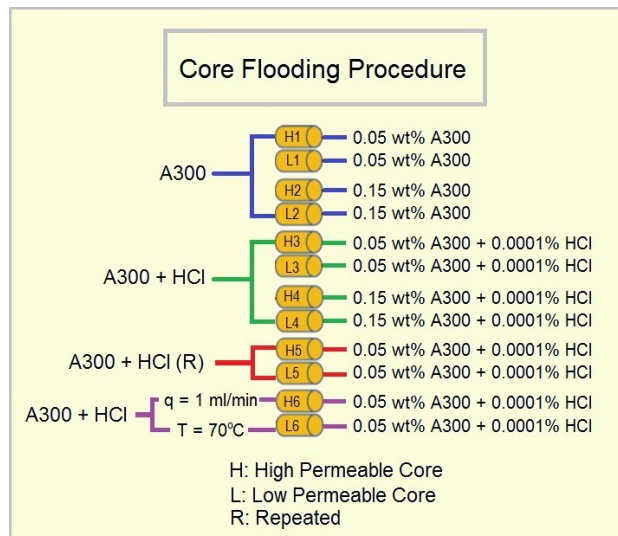 Core Flooding Procedure
A300
H1 0.05 wt% A300
L1 0.05 wt% A300
H2 0.15 wt% A300
L2 0.15 wt% A300
A300 + HCl
H3 0.05 wt% A300 + 0.0001% HCl
L3 0.05 wt% A300 + 0.0001% HCl
H4 0.15 wt% A300 + 0.0001% HCl
L4 0.15 wt% A300 + 0.0001% HCl
A300 + HCl (R)
H5 0.05 wt% A300 + 0.0001% HCl
L5 0.05 wt% A300 + 0.0001% HCl
A300 + HCl
q = 1 ml/min H6 0.05 wt% A300 + 0.0001% HCl
T = 70°C L6 0.05 wt% A300 + 0.0001% HCl
H: High Permeable Core
L: Low Permeable Core
R: Repeated